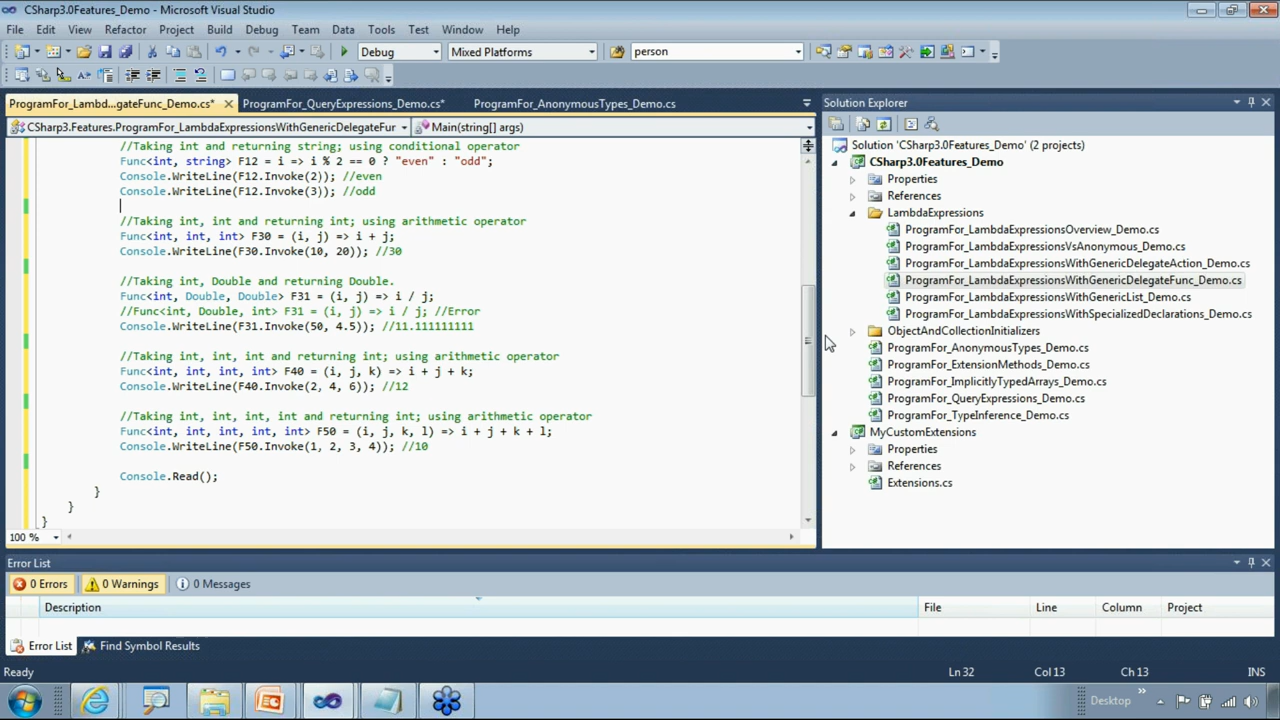 CSharp3.0Features_Demo - Microsoft Visual Studio
File Edit View Refactor Project Build Debug Team Data Tools Test Window Help
Debug Mixed Platforms person
ProgramFor_Lambd...gateFunc_Demo.cs* ProgramFor_QueryExpressions_Demo.cs* ProgramFor_AnonymousTypes_Demo.cs
CSharp3.Features.ProgramFor_LambdaExpressionsWithGenericDelegateFur Main(string[] args)
//Taking int and returning string; using conditional operator
Func<int, string> F12 = i => i % 2 == 0 ? "even" : "odd";
Console.WriteLine(F12.Invoke(2)); //even
Console.WriteLine(F12.Invoke(3)); //odd
//Taking int, int and returning int; using arithmetic operator
Func<int, int, int> F30 = (i, j) => i + j;
Console.WriteLine(F30.Invoke(10, 20)); //30
//Taking int, Double and returning Double.
Func<int, Double, Double> F31 = (i, j) => i / j;
//Func<int, Double, int> F31 = (i, j) => i / j; //Error
Console.WriteLine(F31.Invoke(50, 4.5)); //11.111111111
//Taking int, int, int and returning int; using arithmetic operator
Func<int, int, int, int> F40 = (i, j, k) => i + j + k;
Console.WriteLine(F40.Invoke(2, 4, 6)); //12
//Taking int, int, int, int and returning int; using arithmetic operator
Func<int, int, int, int, int> F50 = (i, j, k, l) => i + j + k + l;
Console.WriteLine(F50.Invoke(1, 2, 3, 4)); //10
Console.Read();
}
}
}
100 %
Solution Explorer
Solution 'CSharp3.0Features_Demo' (2 projects)
CSharp3.0Features_Demo
Properties
References
LambdaExpressions
ProgramFor_LambdaExpressionsOverview_Demo.cs
ProgramFor_LambdaExpressionsVsAnonymous_Demo.cs
ProgramFor_LambdaExpressionsWithGenericDelegateAction_Demo.cs
ProgramFor_LambdaExpressionsWithGenericDelegateFunc_Demo.cs
ProgramFor_LambdaExpressionsWithGenericList_Demo.cs
ProgramFor_LambdaExpressionsWithSpecializedDeclarations_Demo.cs
ObjectAndCollectionInitializers
ProgramFor_AnonymousTypes_Demo.cs
ProgramFor_ExtensionMethods_Demo.cs
ProgramFor_ImplicitlyTypedArrays_Demo.cs
ProgramFor_QueryExpressions_Demo.cs
ProgramFor_TypeInference_Demo.cs
MyCustomExtensions
Properties
References
Extensions.cs
Error List
0 Errors 0 Warnings 0 Messages
Description File Line Column Project
Error List Find Symbol Results
Ready Ln 32 Col 13 Ch 13 INS
Desktop